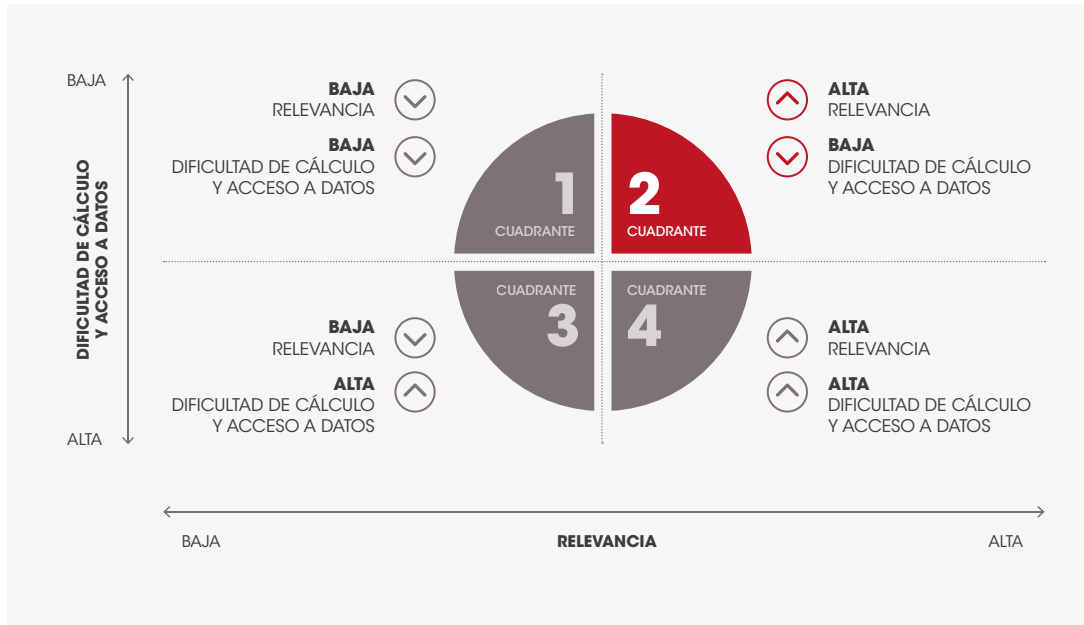 BAJA
DIFICULTAD DE CÁLCULO
Y ACCESO A DATOS
ALTA
BAJA
RELEVANCIA
BAJA
DIFICULTAD DE CÁLCULO
Y ACCESO A DATOS
1
CUADRANTE
2
CUADRANTE
ALTA
RELEVANCIA
BAJA
DIFICULTAD DE CÁLCULO
Y ACCESO A DATOS
BAJA
RELEVANCIA
ALTA
DIFICULTAD DE CÁLCULO
Y ACCESO A DATOS
CUADRANTE
3
CUADRANTE
4
ALTA
RELEVANCIA
ALTA
DIFICULTAD DE CÁLCULO
Y ACCESO A DATOS
BAJA
RELEVANCIA
ALTA